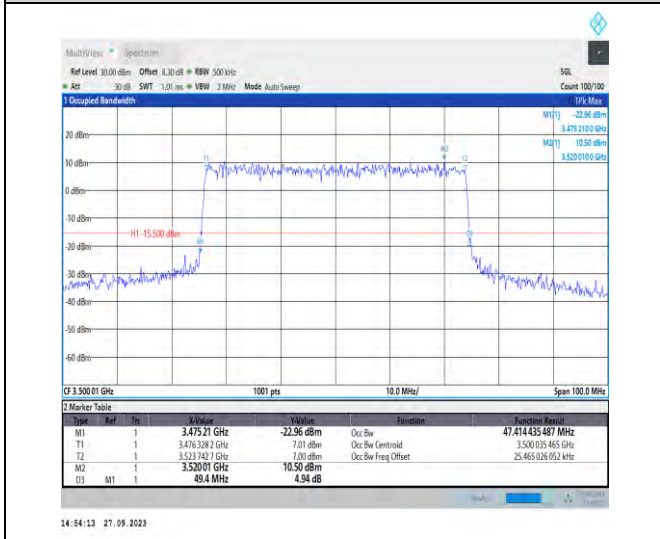 MultiView Spectrum
Ref Level 30.00 dBm Offset 8.30 dB RBW 500 kHz SGL
Att 30 dB SWT 1.01 ms VBW 2 MHz Mode Auto Sweep Count 100/100
1 Occupied Bandwidth 1Pk Max
M1[1] -22.96 dBm
3.475 2100 GHz
M2[1] 10.50 dBm
3.520 0100 GHz
20 dBm
M2
T1
T2
10 dBm
0 dBm
-10 dBm
H1 -15.500 dBm
M1
D3
-20 dBm
-30 dBm
-40 dBm
-50 dBm
-60 dBm
CF 3.500 01 GHz 1001 pts 10.0 MHz/ Span 100.0 MHz
2 Marker Table
Type Ref Trc X-Value Y-Value Function Function Result
M1 1 3.475 21 GHz -22.96 dBm Occ Bw 47.414 435 487 MHz
T1 1 3.476 328 2 GHz 7.01 dBm Occ Bw Centroid 3.500 035 465 GHz
T2 1 3.523 742 7 GHz 7.00 dBm Occ Bw Freq Offset 25.465 026 052 kHz
M2 1 3.520 01 GHz 10.50 dBm
D3 M1 1 49.4 MHz 4.94 dB
14:54:13 27.09.2023